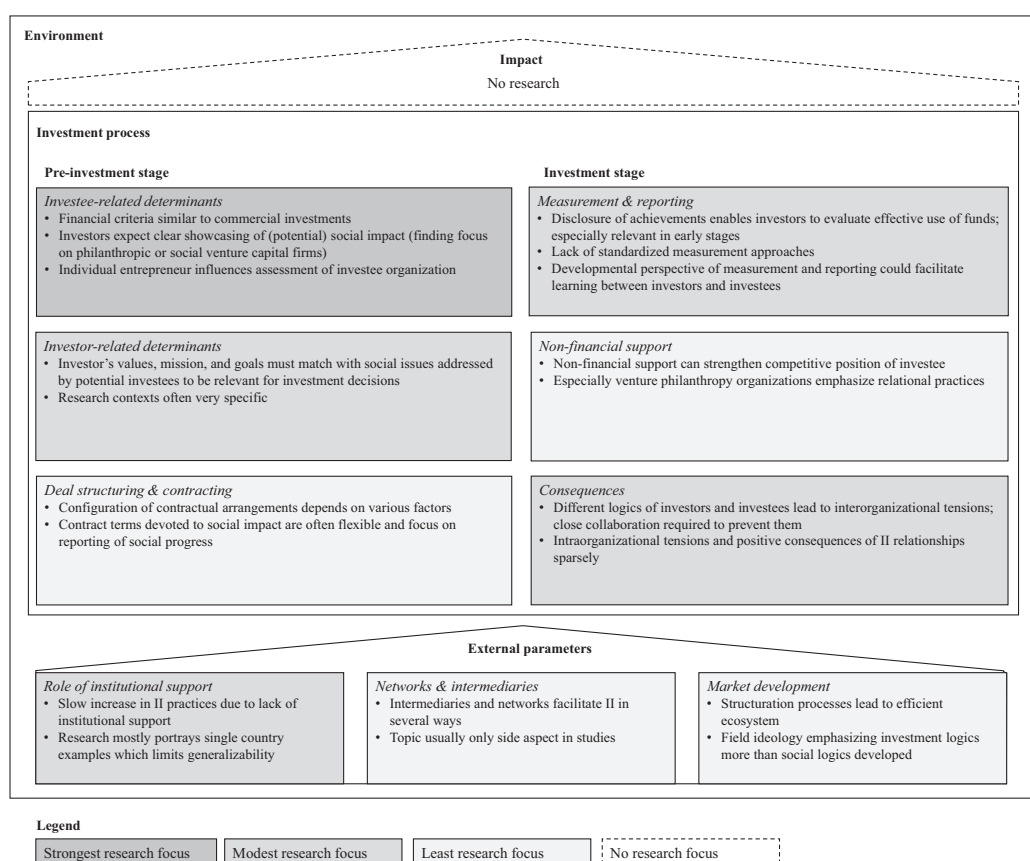 Environment
Impact
No research
Investment process
Pre-investment stage
Investee-related determinants
• Financial criteria similar to commercial investments
• Investors expect clear showcasing of (potential) social impact (finding focus
on philanthropic or social venture capital firms)
• Individual entrepreneur influences assessment of investee organization
Investor-related determinants
• Investor's values, mission, and goals must match with social issues addressed
by potential investees to be relevant for investment decisions
• Research contexts often very specific
Deal structuring & contracting
• Configuration of contractual arrangements depends on various factors
• Contract terms devoted to social impact are often flexible and focus on
reporting of social progress
Investment stage
Measurement & reporting
• Disclosure of achievements enables investors to evaluate effective use of funds;
especially relevant in early stages
• Lack of standardized measurement approaches
• Developmental perspective of measurement and reporting could facilitate
learning between investors and investees
Non-financial support
• Non-financial support can strengthen competitive position of investee
• Especially venture philanthropy organizations emphasize relational practices
Consequences
• Different logics of investors and investees lead to interorganizational tensions;
close collaboration required to prevent them
• Intraorganizational tensions and positive consequences of II relationships
sparsely
External parameters
Role of institutional support
• Slow increase in II practices due to lack of
institutional support
• Research mostly portrays single country
examples which limits generalizability
Networks & intermediaries
• Intermediaries and networks facilitate II in
several ways
• Topic usually only side aspect in studies
Market development
• Structuration processes lead to efficient
ecosystem
• Field ideology emphasizing investment logics
more than social logics developed
Legend
Strongest research focus
Modest research focus
Least research focus
No research focus